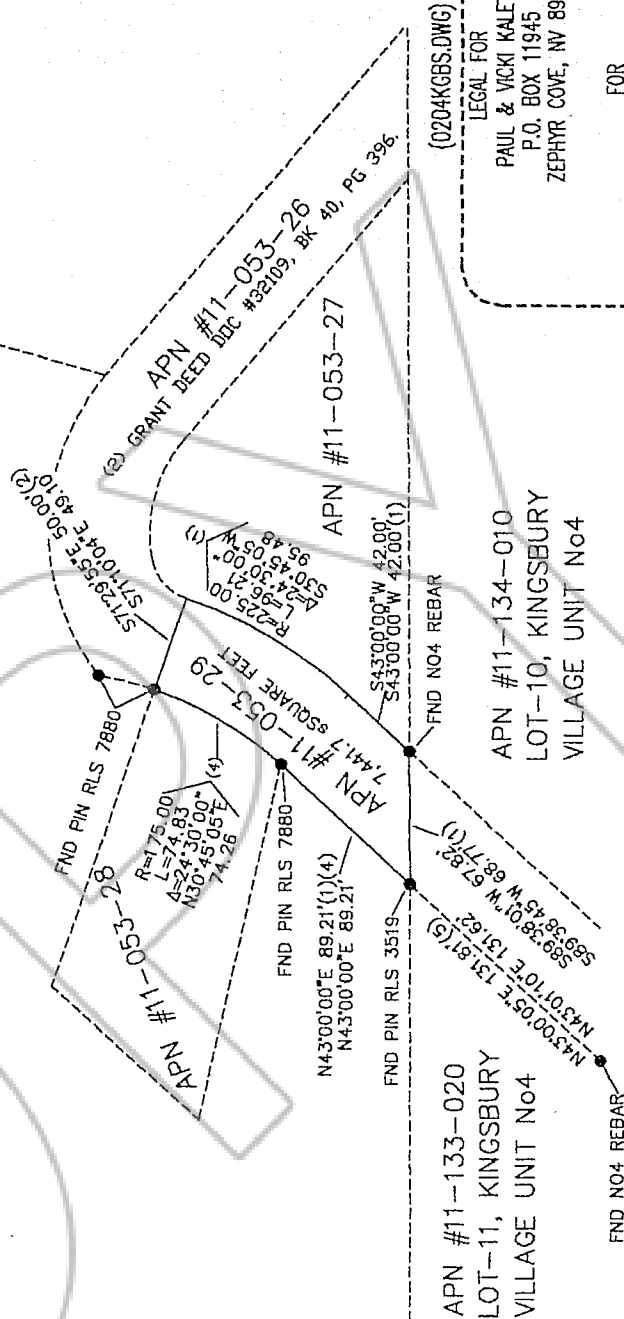 (0204KGBS.DWG)
LEGAL FOR
PAUL & VICKI KALE
P.O. BOX 11945
ZEPHYR COVE, NV 89
FOR
APN #11-053-26
(2) GRANT DEED DOC #32109, BK 40, PG 396.
APN #11-053-27
S71°29'55"E 50.00'(2)
S71°10'04"E 49.10'
(1)
R=225.00
L=96.21
Δ=24°30'00"
S30°45'05"W
95.48
FND PIN RLS 7880
APN #11-053-29
7,441.7 ±SQUARE FEET
S43°00'00"W 42.00'
S43°00'00"W 42.00'(1)
FND NO4 REBAR
APN #11-134-010
LOT-10, KINGSBURY
VILLAGE UNIT No4
APN #11-053-28
(4)
R=175.00
L=74.83
Δ=24°30'00"
N30°45'05"E
74.26
FND PIN RLS 7880
N43°00'00"E 89.21'(1)(4)
N43°00'00"E 89.21'
FND PIN RLS 3519
S89°38'01"W 67.82'
S89°38'45"W 68.77'(1)
N43°00'05"E 131.81'(5)
N43°01'10"E 131.62'
APN #11-133-020
LOT-11, KINGSBURY
VILLAGE UNIT No4
FND NO4 REBAR